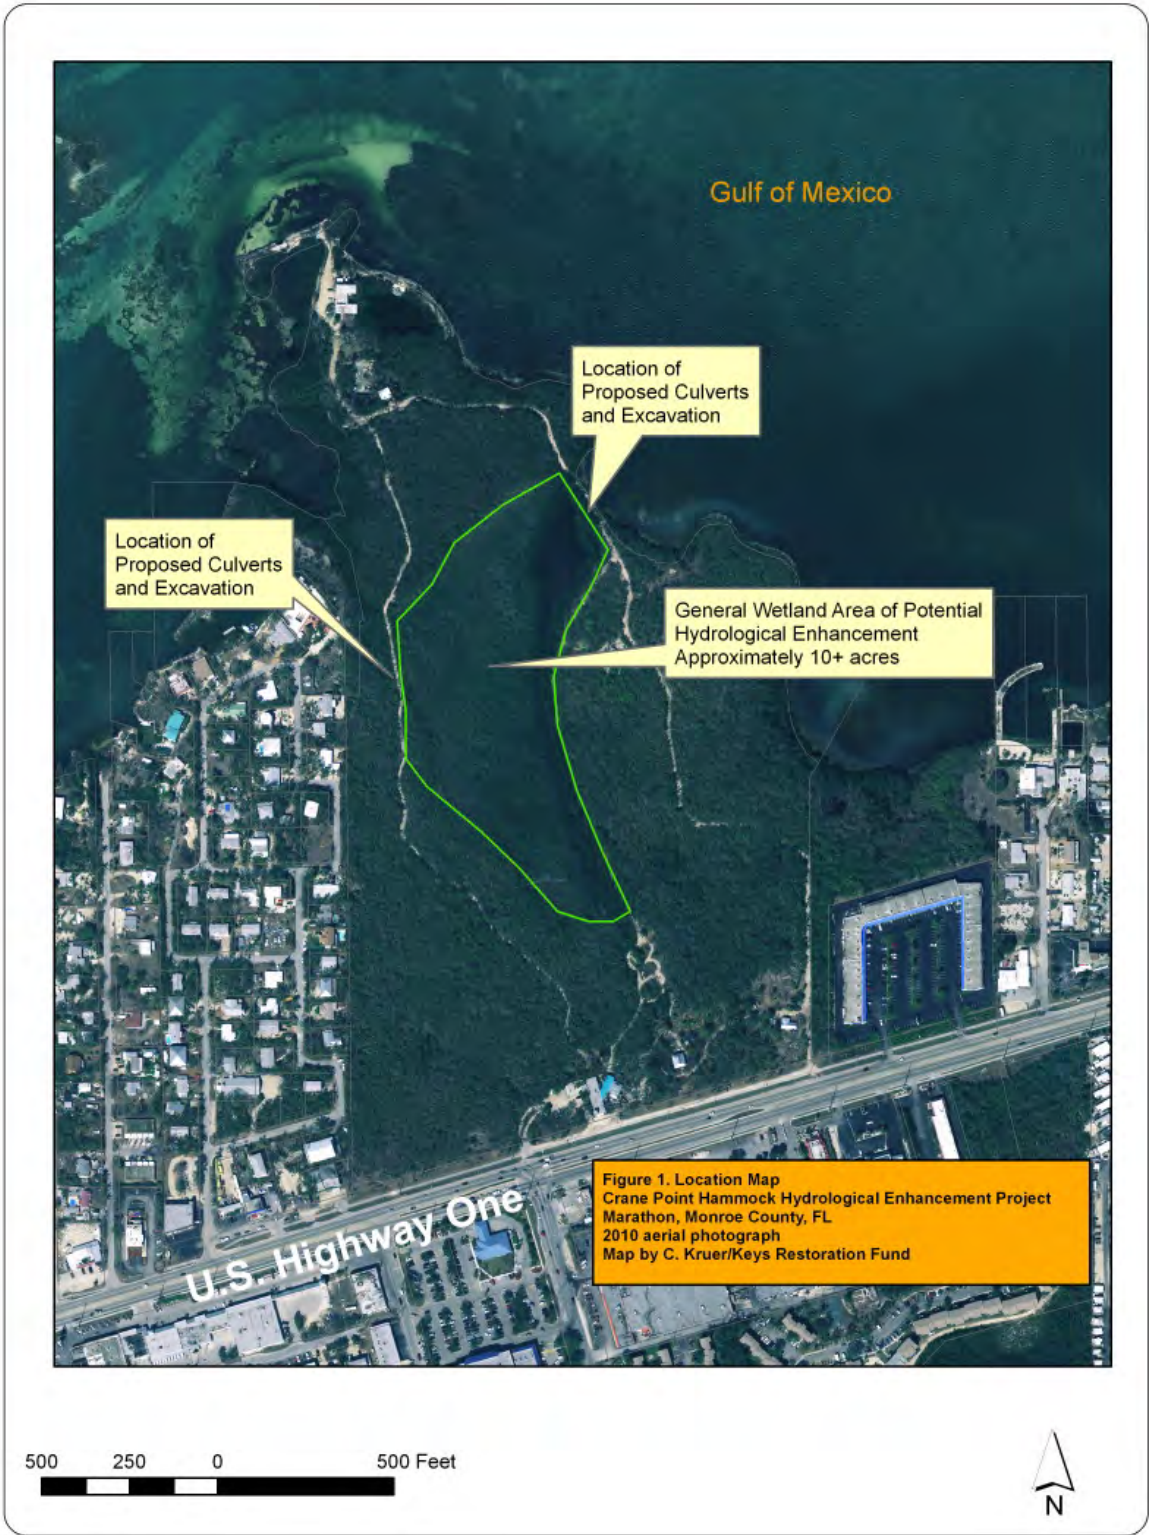 Gulf of Mexico
Location of
Proposed Culverts
and Excavation
Location of
Proposed Culverts
and Excavation
General Wetland Area of Potential
Hydrological Enhancement
Approximately 10+ acres
U.S. Highway One
Figure 1. Location Map
Crane Point Hammock Hydrological Enhancement Project
Marathon, Monroe County, FL
2010 aerial photograph
Map by C. Kruer/Keys Restoration Fund
500 250 0 500 Feet
N